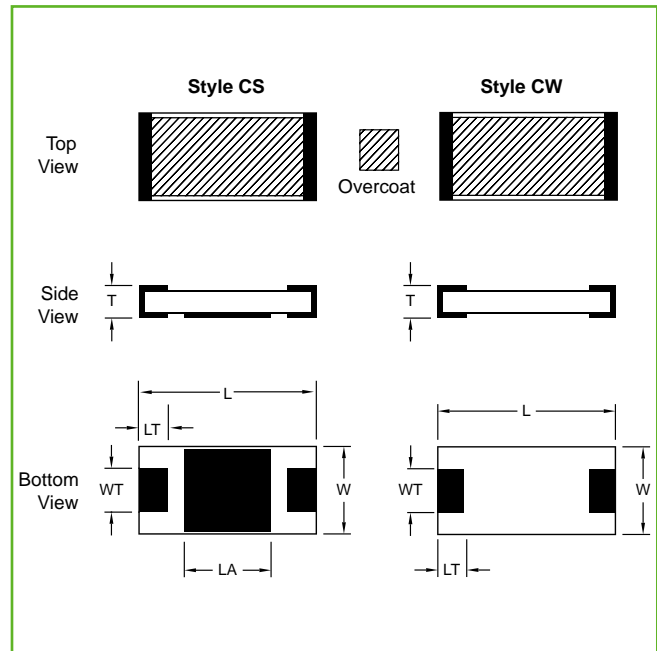 Style CS
Style CW
Top
View
Overcoat
Side
View
T
T
L
L
LT
Bottom
View
WT
W
WT
W
LT
LA